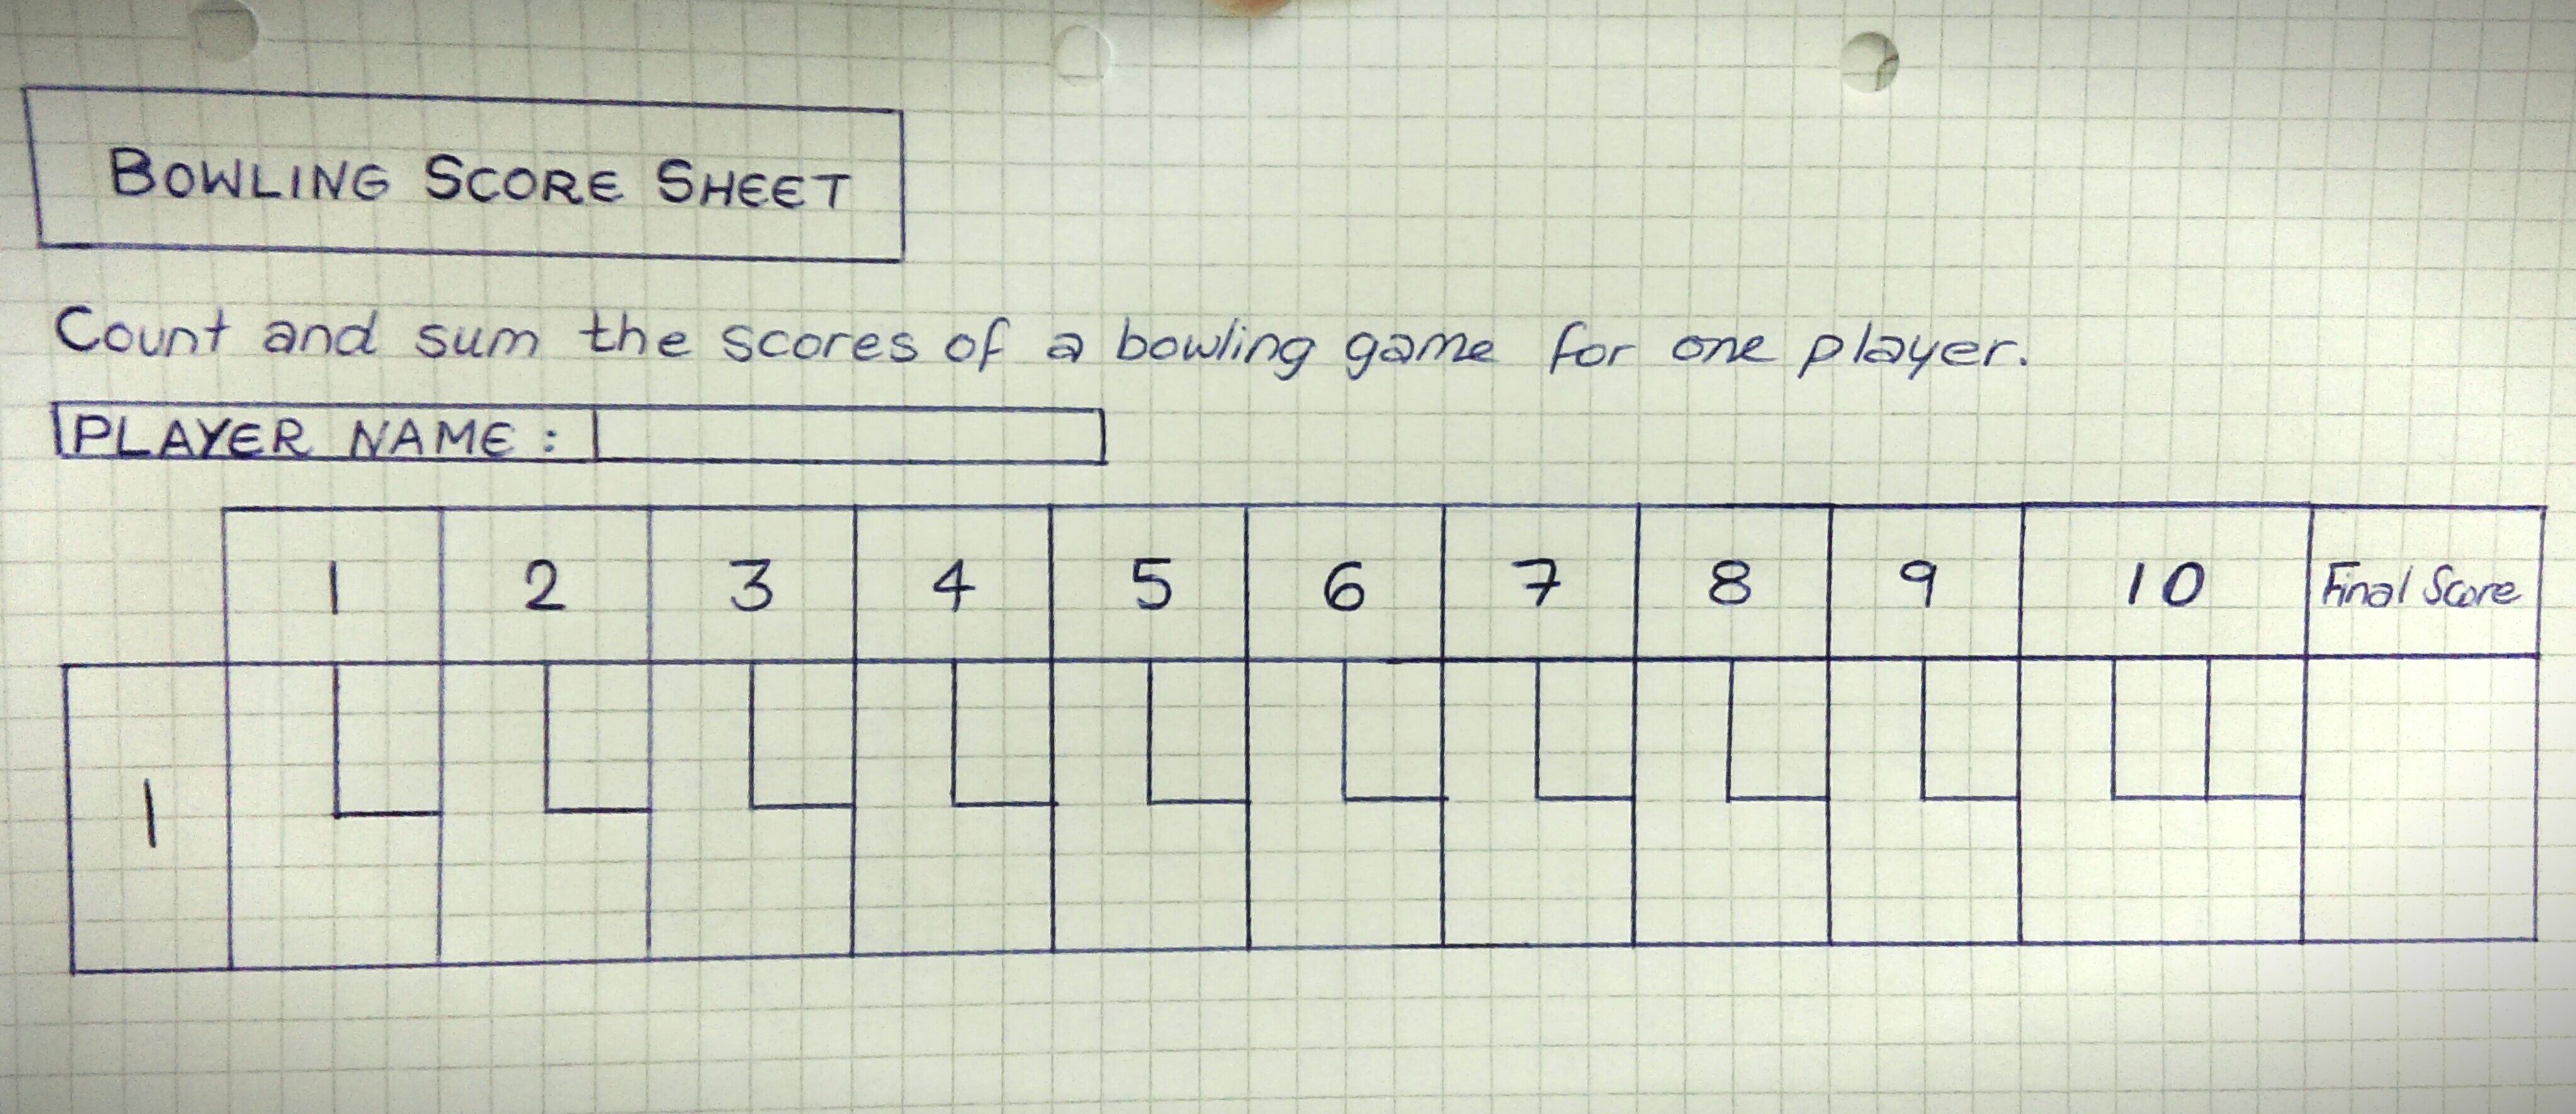 BOWLING SCORE SHEET
Count and sum the scores of a bowling game for one player.
PLAYER NAME :
1 2 3 4 5 6 7 8 9 10 Final Score
1